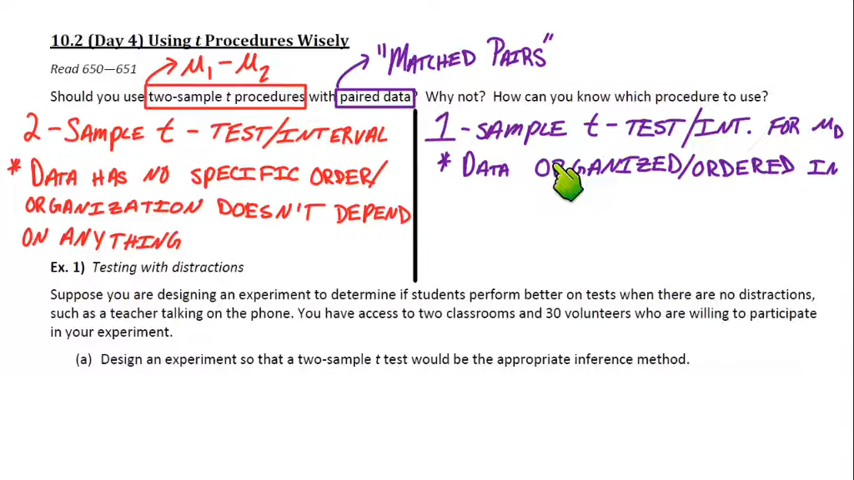 10.2 (Day 4) Using t Procedures Wisely
Read 650—651
μ₁ - μ₂
"MATCHED PAIRS"
Should you use two-sample t procedures with paired data? Why not? How can you know which procedure to use?
2-SAMPLE t - TEST/INTERVAL
* DATA HAS NO SPECIFIC ORDER/
ORGANIZATION DOESN'T DEPEND
ON ANYTHING
1-SAMPLE t-TEST/INT. FOR μD
* DATA ORGANIZED/ORDERED IN
Ex. 1) Testing with distractions
Suppose you are designing an experiment to determine if students perform better on tests when there are no distractions,
such as a teacher talking on the phone. You have access to two classrooms and 30 volunteers who are willing to participate
in your experiment.
(a) Design an experiment so that a two-sample t test would be the appropriate inference method.